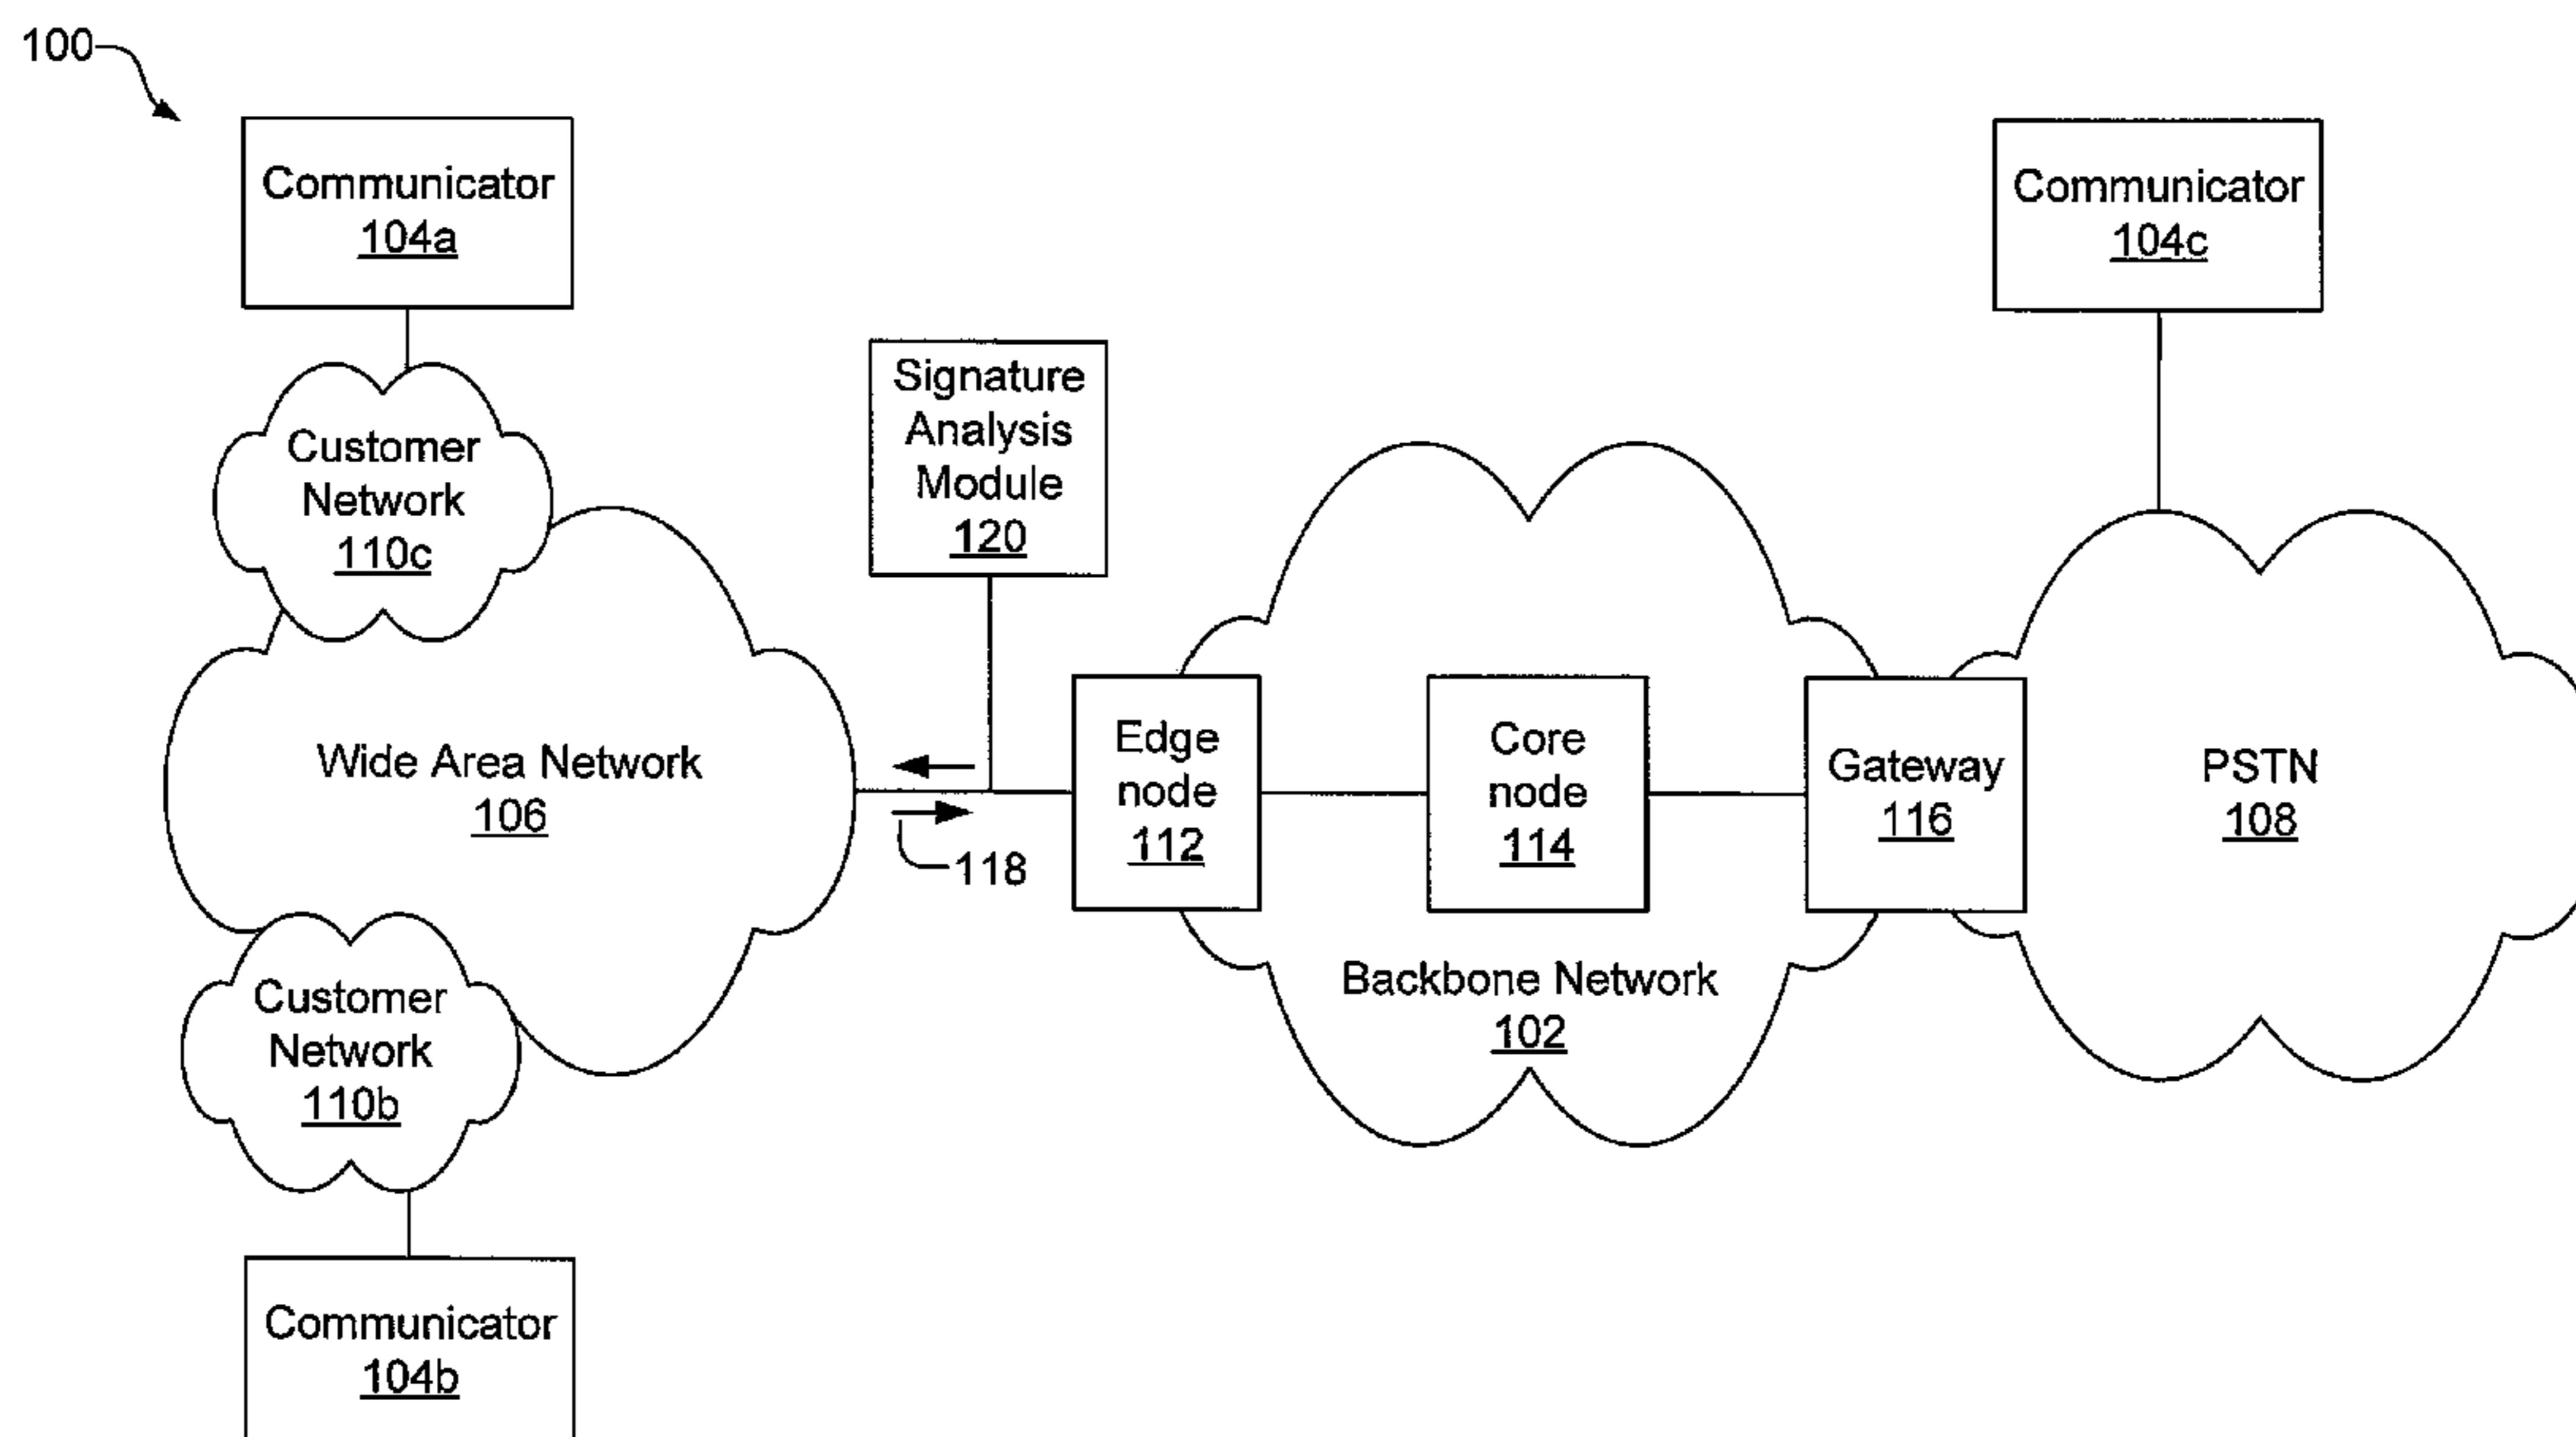 100
Communicator
104a
Communicator
104c
Customer
Network
110c
Signature
Analysis
Module
120
Wide Area Network
106
118
Edge
node
112
Core
node
114
Gateway
116
PSTN
108
Backbone Network
102
Customer
Network
110b
Communicator
104b